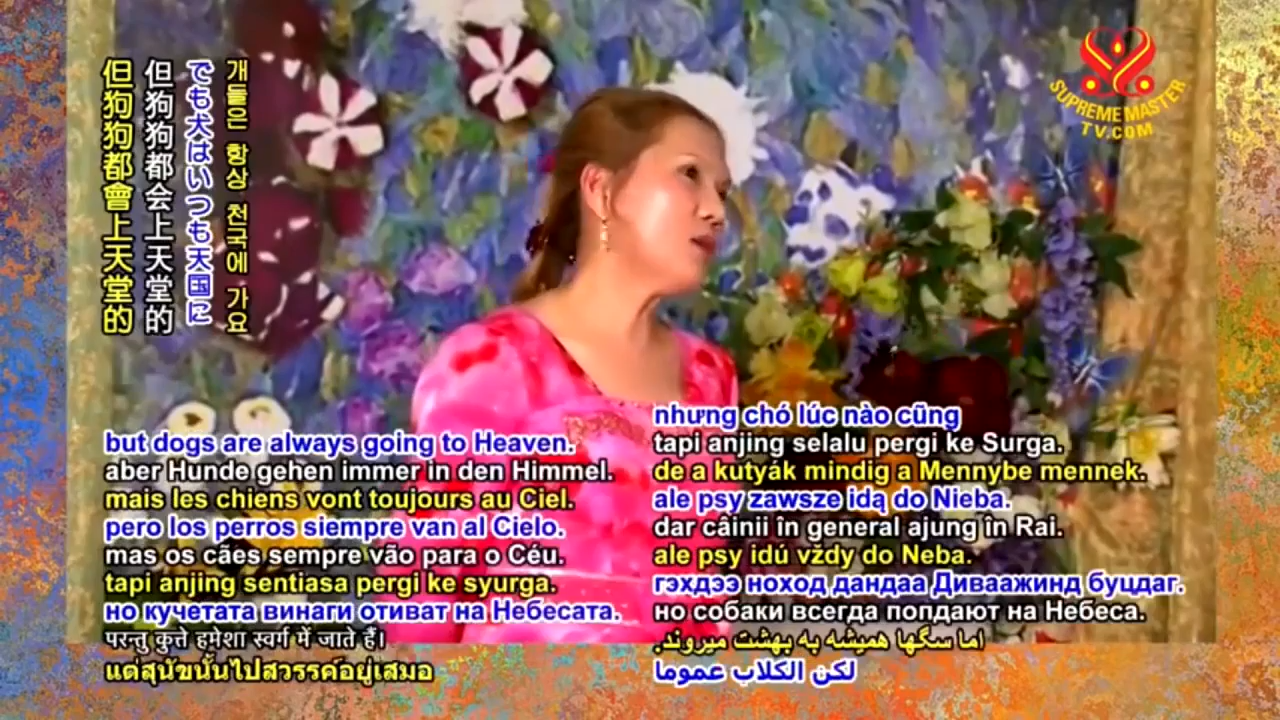 但狗狗都會上天堂的
但狗狗都会上天堂的
でも犬はいつも天国に
개들은 항상 천국에 가요
SUPREME MASTER
TV.COM
but dogs are always going to Heaven.
aber Hunde gehen immer in den Himmel.
mais les chiens vont toujours au Ciel.
pero los perros siempre van al Cielo.
mas os cães sempre vão para o Céu.
tapi anjing sentiasa pergi ke syurga.
но кучетата винаги отиват на Небесата.
परन्तु कुत्ते हमेशा स्वर्ग में जाते हैं।
แต่สุนัขนั้นไปสวรรค์อยู่เสมอ
nhưng chó lúc nào cũng
tapi anjing selalu pergi ke Surga.
de a kutyák mindig a Mennybe mennek.
ale psy zawsze idą do Nieba.
dar câinii în general ajung în Rai.
ale psy idú vždy do Neba.
гэхдээ ноход дандаа Диваажинд буцдаг.
но собаки всегда попдают на Небеса.
اما سگها همیشه به بهشت میروند.
لكن الكلاب عموما